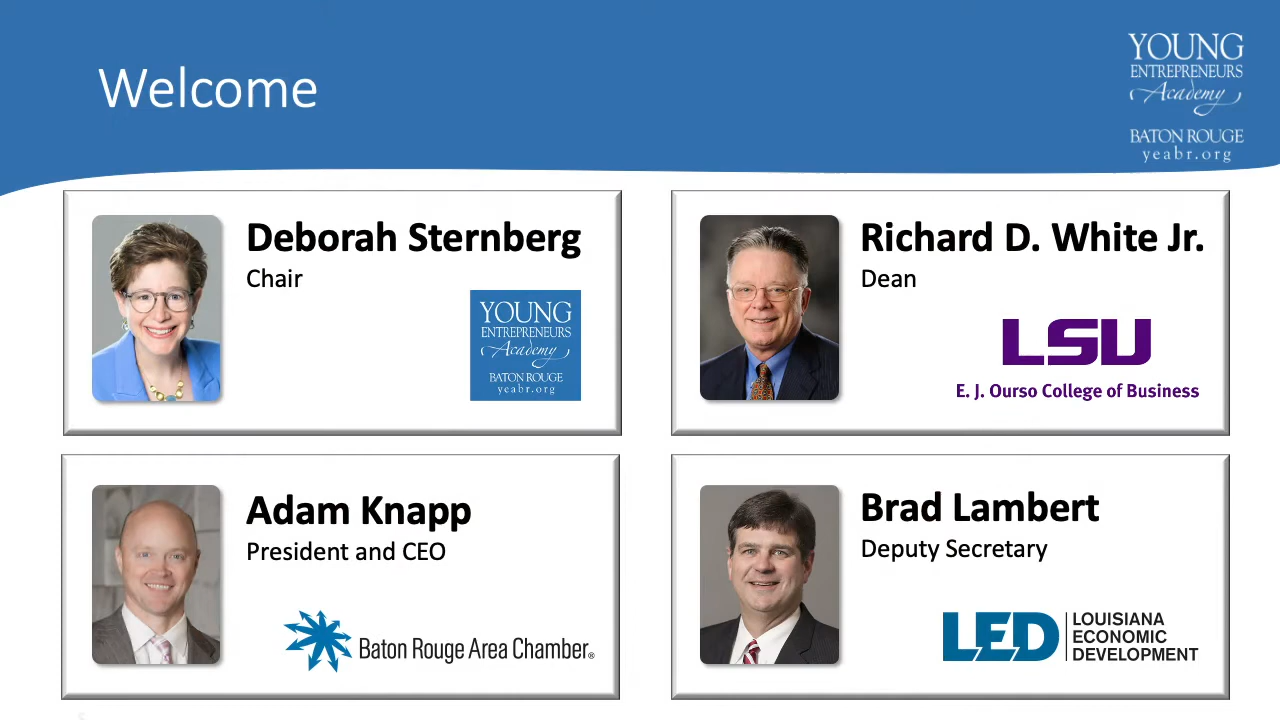 Welcome
YOUNG
ENTREPRENEURS
Academy
BATON ROUGE
yeabr.org
Deborah Sternberg
Chair
YOUNG
ENTREPRENEURS
Academy
BATON ROUGE
yeabr.org
Richard D. White Jr.
Dean
LSU
E. J. Ourso College of Business
Adam Knapp
President and CEO
Baton Rouge Area Chamber®
Brad Lambert
Deputy Secretary
LED
LOUISIANA
ECONOMIC
DEVELOPMENT